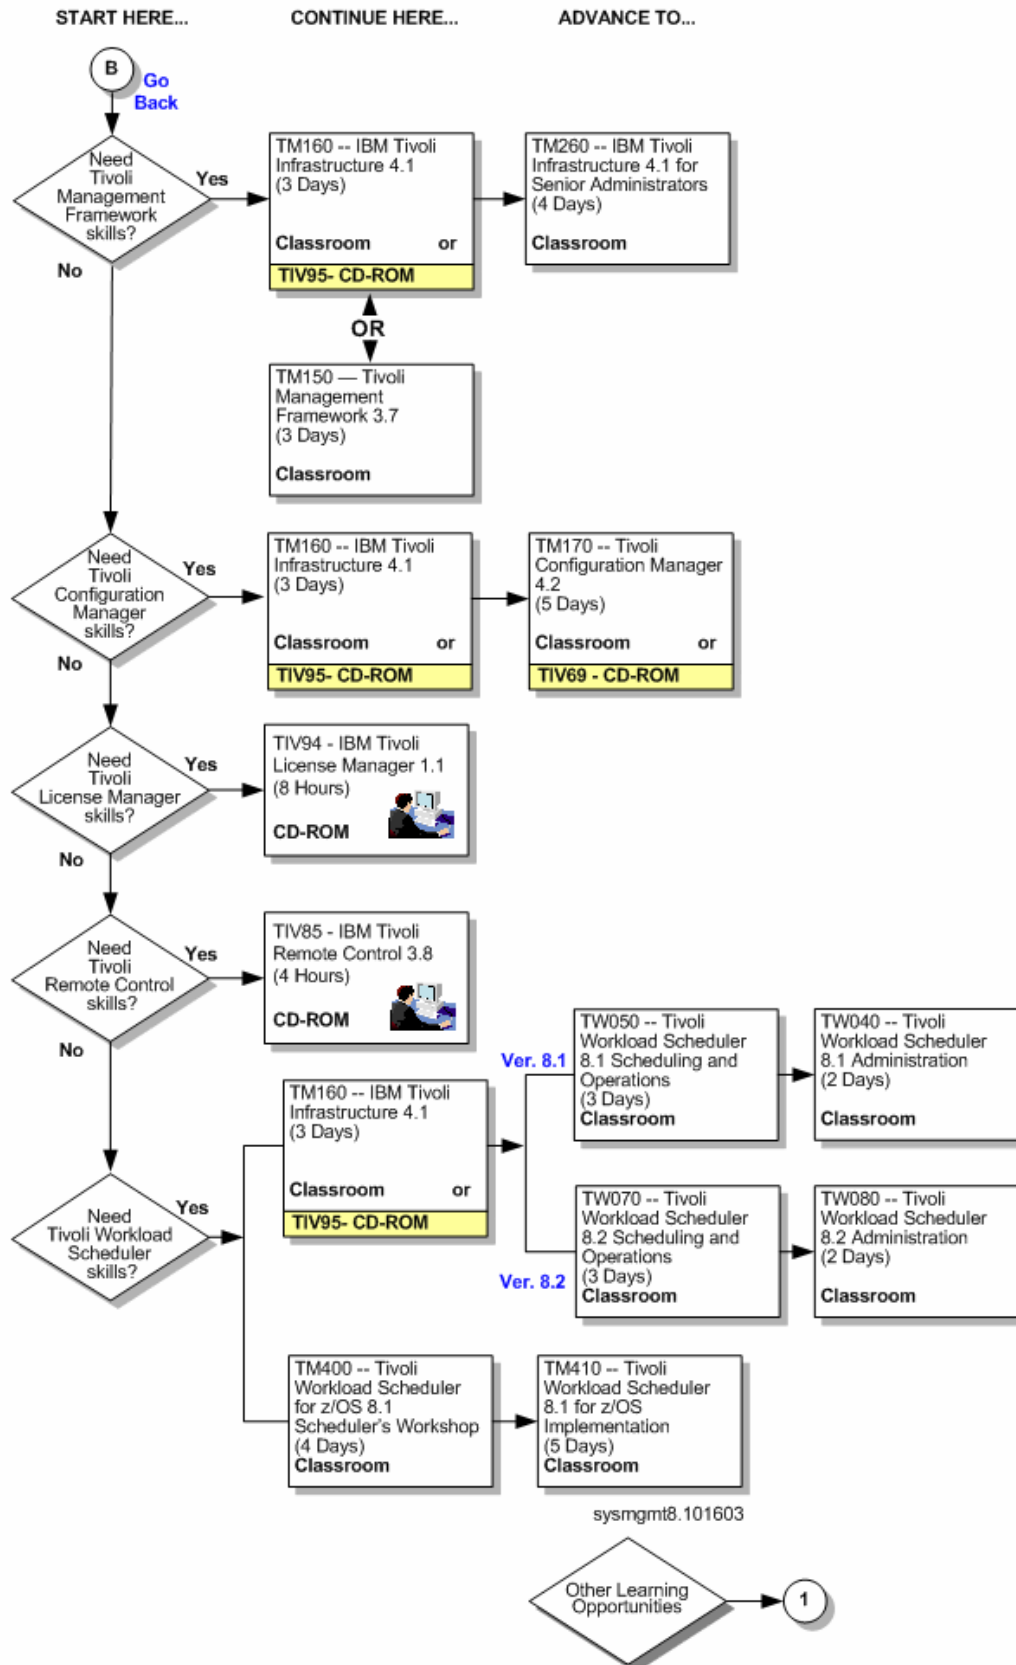 START HERE...
CONTINUE HERE...
ADVANCE TO...
B
Go
Back
Need
Tivoli
Management
Framework
skills?
Yes
No
TM160 -- IBM Tivoli
Infrastructure 4.1
(3 Days)
Classroom or
TIV95- CD-ROM
TM260 -- IBM Tivoli
Infrastructure 4.1 for
Senior Administrators
(4 Days)
Classroom
OR
TM150 — Tivoli
Management
Framework 3.7
(3 Days)
Classroom
Need
Tivoli
Configuration
Manager
skills?
Yes
No
TM160 -- IBM Tivoli
Infrastructure 4.1
(3 Days)
Classroom or
TIV95- CD-ROM
TM170 -- Tivoli
Configuration Manager
4.2
(5 Days)
Classroom or
TIV69 - CD-ROM
Need
Tivoli
License Manager
skills?
Yes
No
TIV94 - IBM Tivoli
License Manager 1.1
(8 Hours)
CD-ROM
Need
Tivoli
Remote Control
skills?
Yes
No
TIV85 - IBM Tivoli
Remote Control 3.8
(4 Hours)
CD-ROM
Need
Tivoli Workload
Scheduler
skills?
Yes
TM160 -- IBM Tivoli
Infrastructure 4.1
(3 Days)
Classroom or
TIV95- CD-ROM
Ver. 8.1
TW050 -- Tivoli
Workload Scheduler
8.1 Scheduling and
Operations
(3 Days)
Classroom
TW040 -- Tivoli
Workload Scheduler
8.1 Administration
(2 Days)
Classroom
Ver. 8.2
TW070 -- Tivoli
Workload Scheduler
8.2 Scheduling and
Operations
(3 Days)
Classroom
TW080 -- Tivoli
Workload Scheduler
8.2 Administration
(2 Days)
Classroom
TM400 -- Tivoli
Workload Scheduler
for z/OS 8.1
Scheduler's Workshop
(4 Days)
Classroom
TM410 -- Tivoli
Workload Scheduler
8.1 for z/OS
Implementation
(5 Days)
Classroom
sysmgmt8.101603
Other Learning
Opportunities
1